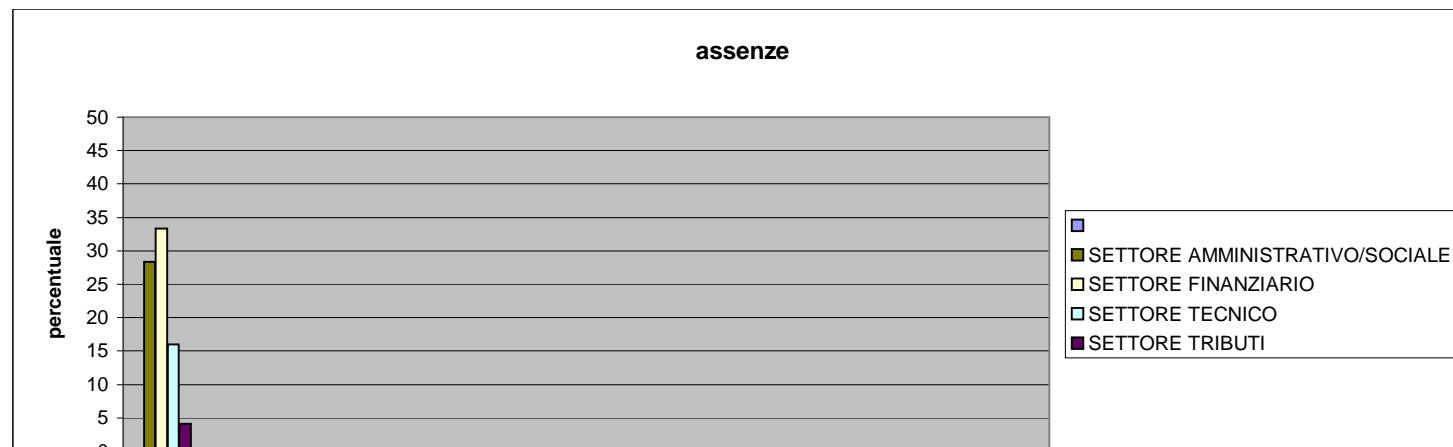 assenze
50
45
40
35
30
25
20
15
10
5
0
percentuale
SETTORE AMMINISTRATIVO/SOCIALE
SETTORE FINANZIARIO
SETTORE TECNICO
SETTORE TRIBUTI